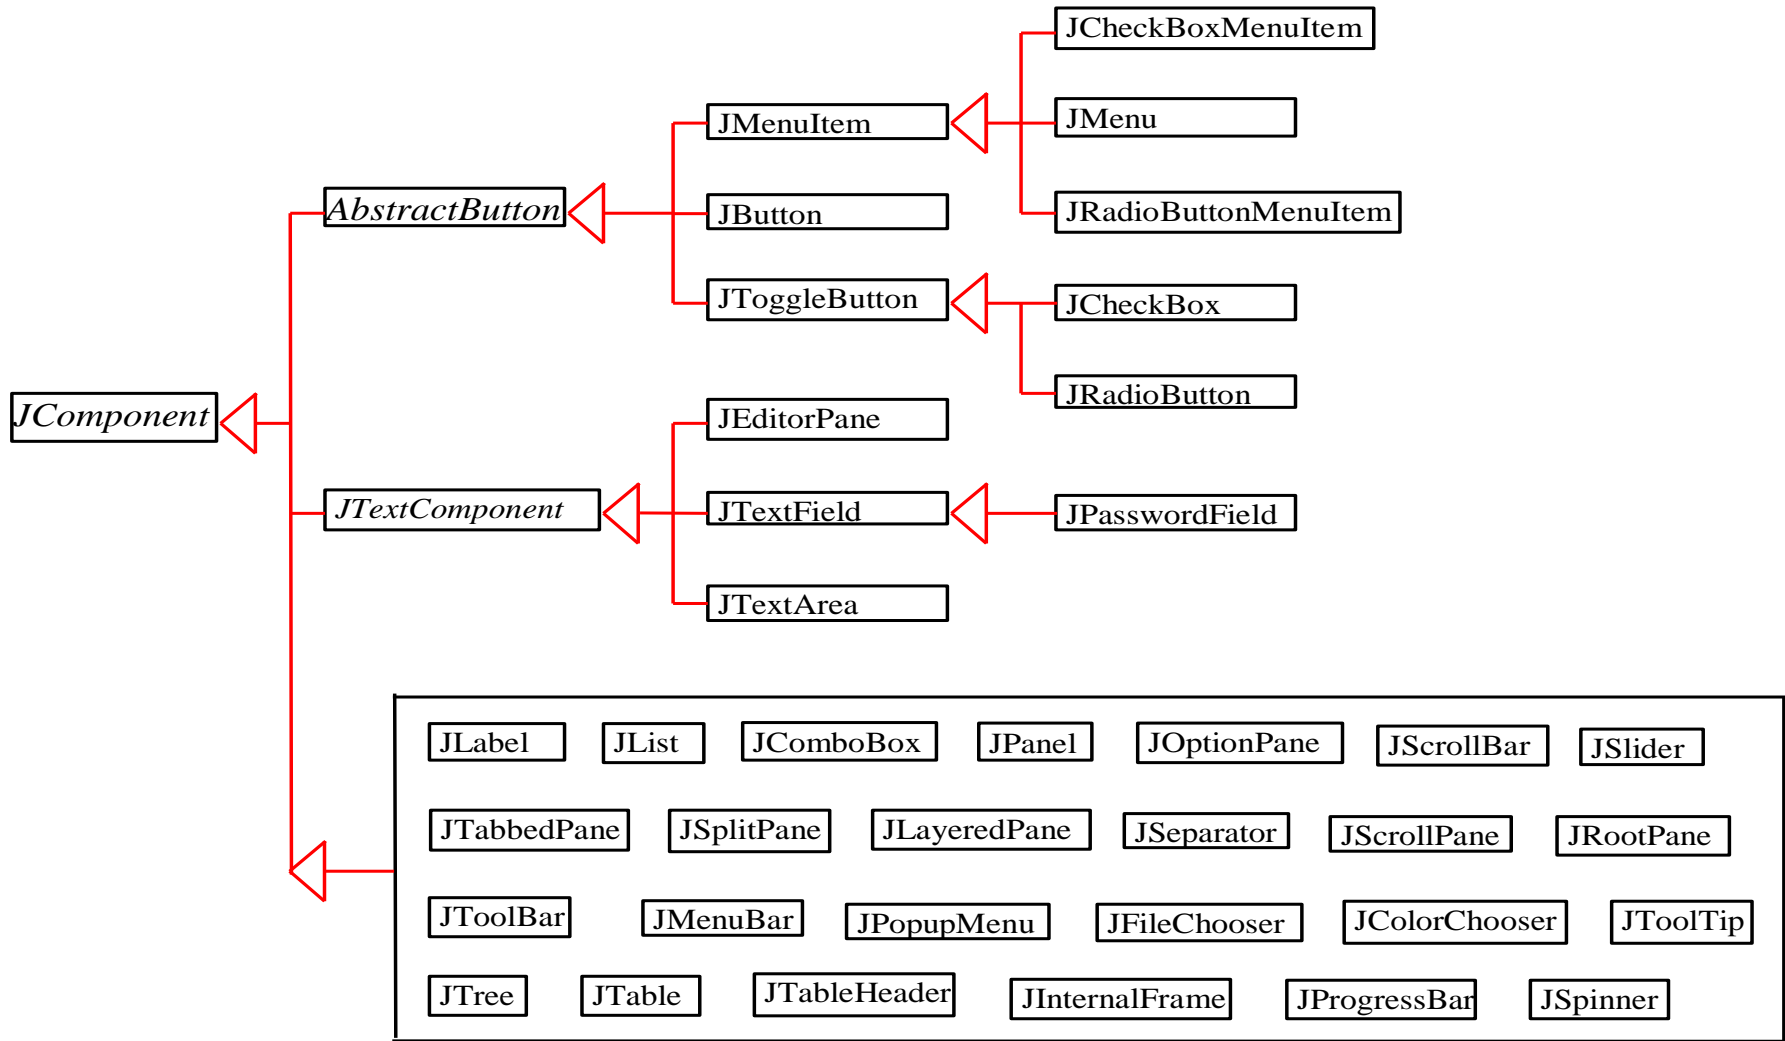 JCheckBoxMenuItem
JMenuItem
JMenu
AbstractButton
JButton
JRadioButtonMenuItem
JToggleButton
JCheckBox
JRadioButton
JComponent
JEditorPane
JTextComponent
JTextField
JPasswordField
JTextArea
JLabel JList JComboBox JPanel JOptionPane JScrollBar JSlider
JTabbedPane JSplitPane JLayeredPane JSeparator JScrollPane JRootPane
JToolBar JMenuBar JPopupMenu JFileChooser JColorChooser JToolTip
JTree JTable JTableHeader JInternalFrame JProgressBar JSpinner